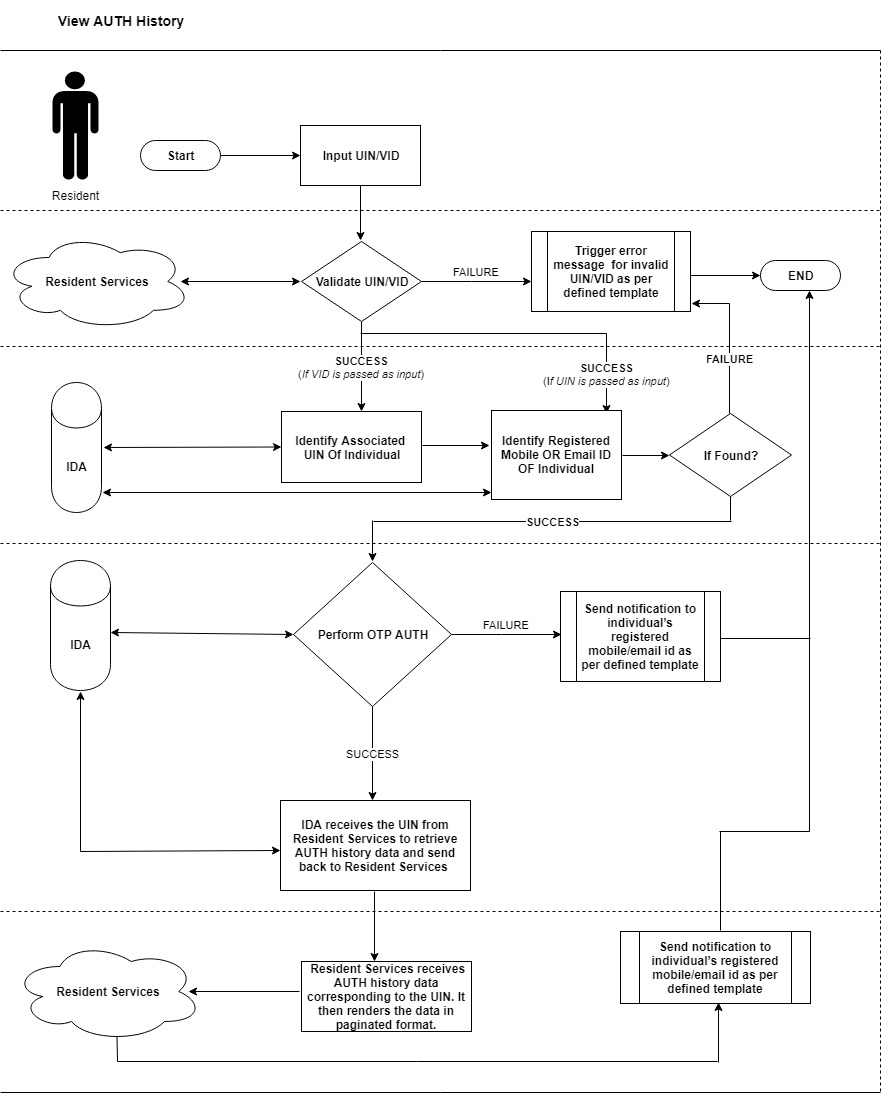 View AUTH History
Start
Input UIN/VID
Resident
Resident Services
Validate UIN/VID
FAILURE
Trigger error
message  for invalid
UIN/VID as per
defined template
END
SUCCESS
(If VID is passed as input)
SUCCESS
(If UIN is passed as input)
FAILURE
IDA
Identify Associated
UIN Of Individual
Identify Registered
Mobile OR Email ID
OF Individual
If Found?
SUCCESS
IDA
Perform OTP AUTH
FAILURE
Send notification to
individual's
registered
mobile/email id as
per defined template
SUCCESS
IDA receives the UIN from
Resident Services to retrieve
AUTH history data and send
back to Resident Services
Resident Services
Resident Services receives
AUTH history data
corresponding to the UIN. It
then renders the data in
paginated format.
Send notification to
individual's registered
mobile/email id as per
defined template